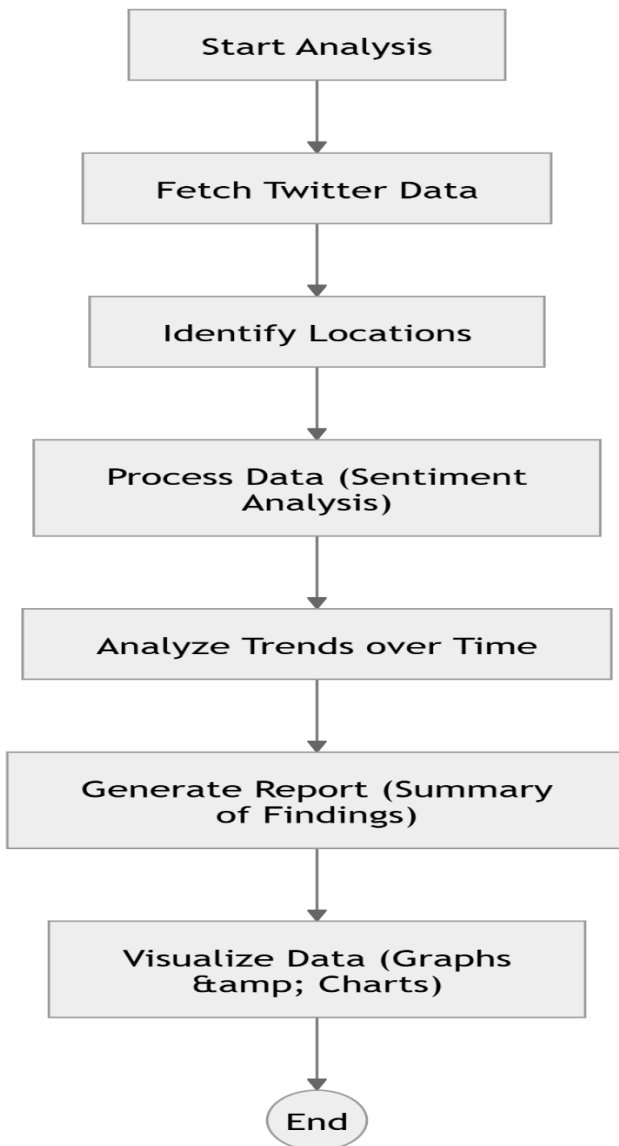 Start Analysis
Fetch Twitter Data
Identify Locations
Process Data (Sentiment
Analysis)
Analyze Trends over Time
Generate Report (Summary
of Findings)
Visualize Data (Graphs
&amp; Charts)
End